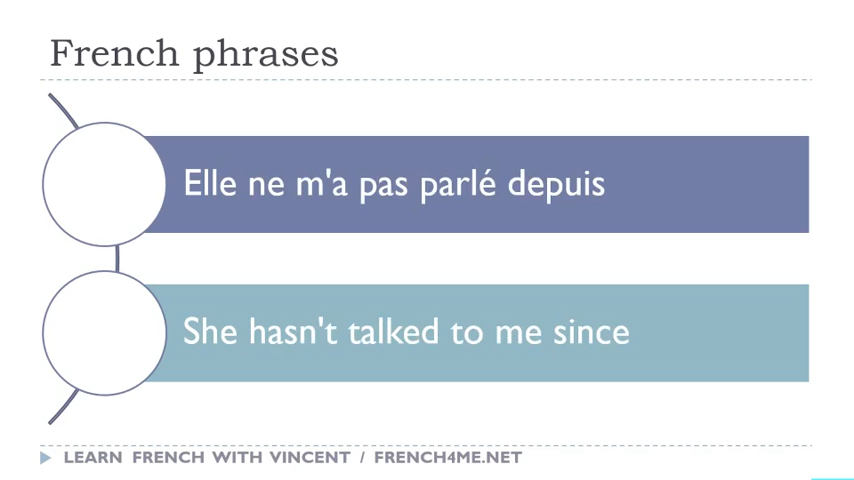 French phrases
Elle ne m'a pas parlé depuis
She hasn't talked to me since
LEARN FRENCH WITH VINCENT / FRENCH4ME.NET